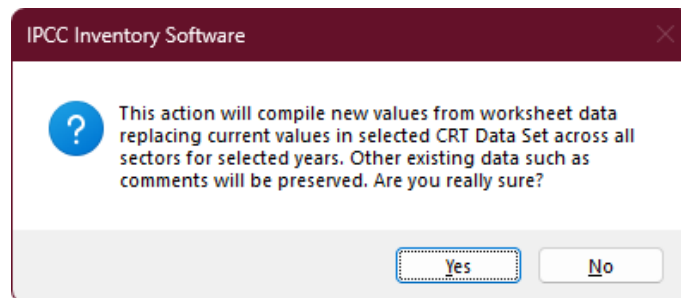 IPCC Inventory Software
This action will compile new values from worksheet data
replacing current values in selected CRT Data Set across all
sectors for selected years. Other existing data such as
comments will be preserved. Are you really sure?
Yes
No